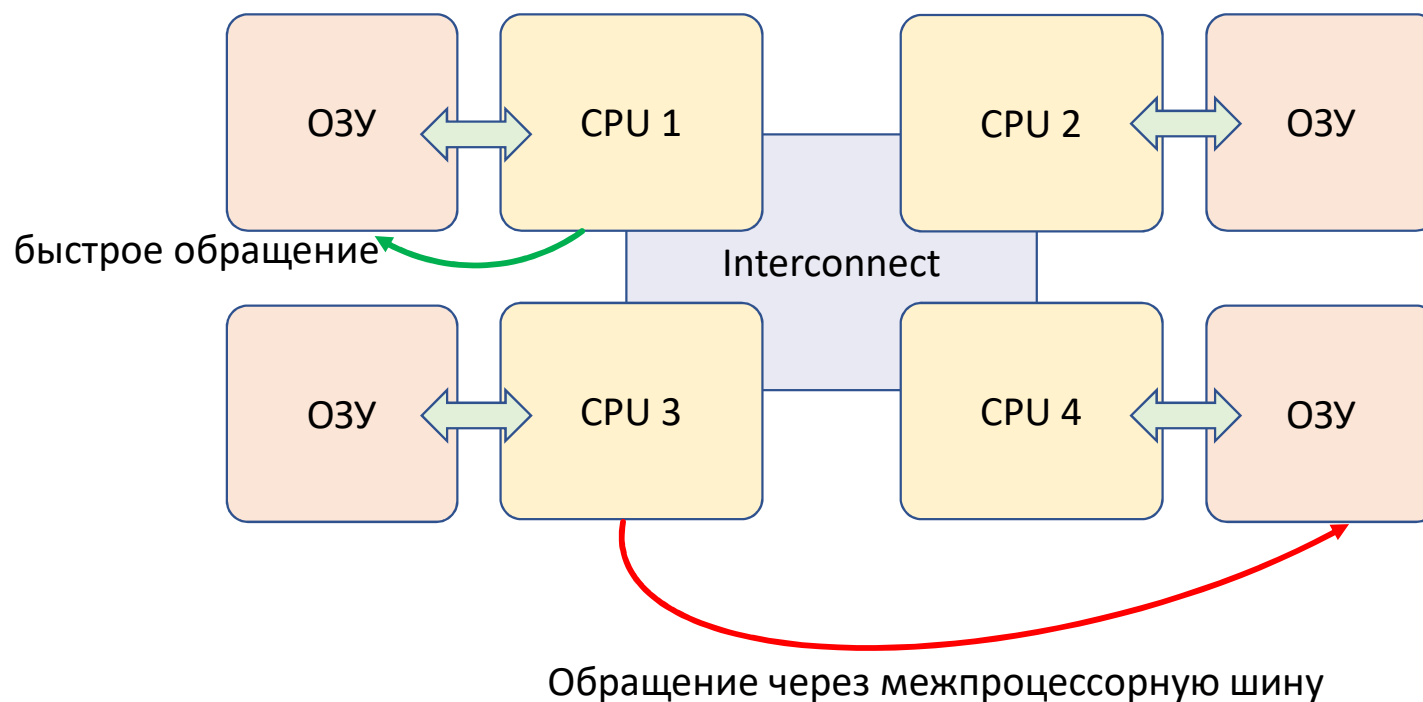 ОЗУ
CPU 1
CPU 2
ОЗУ
быстрое обращение
Interconnect
ОЗУ
CPU 3
CPU 4
ОЗУ
Обращение через межпроцессорную шину